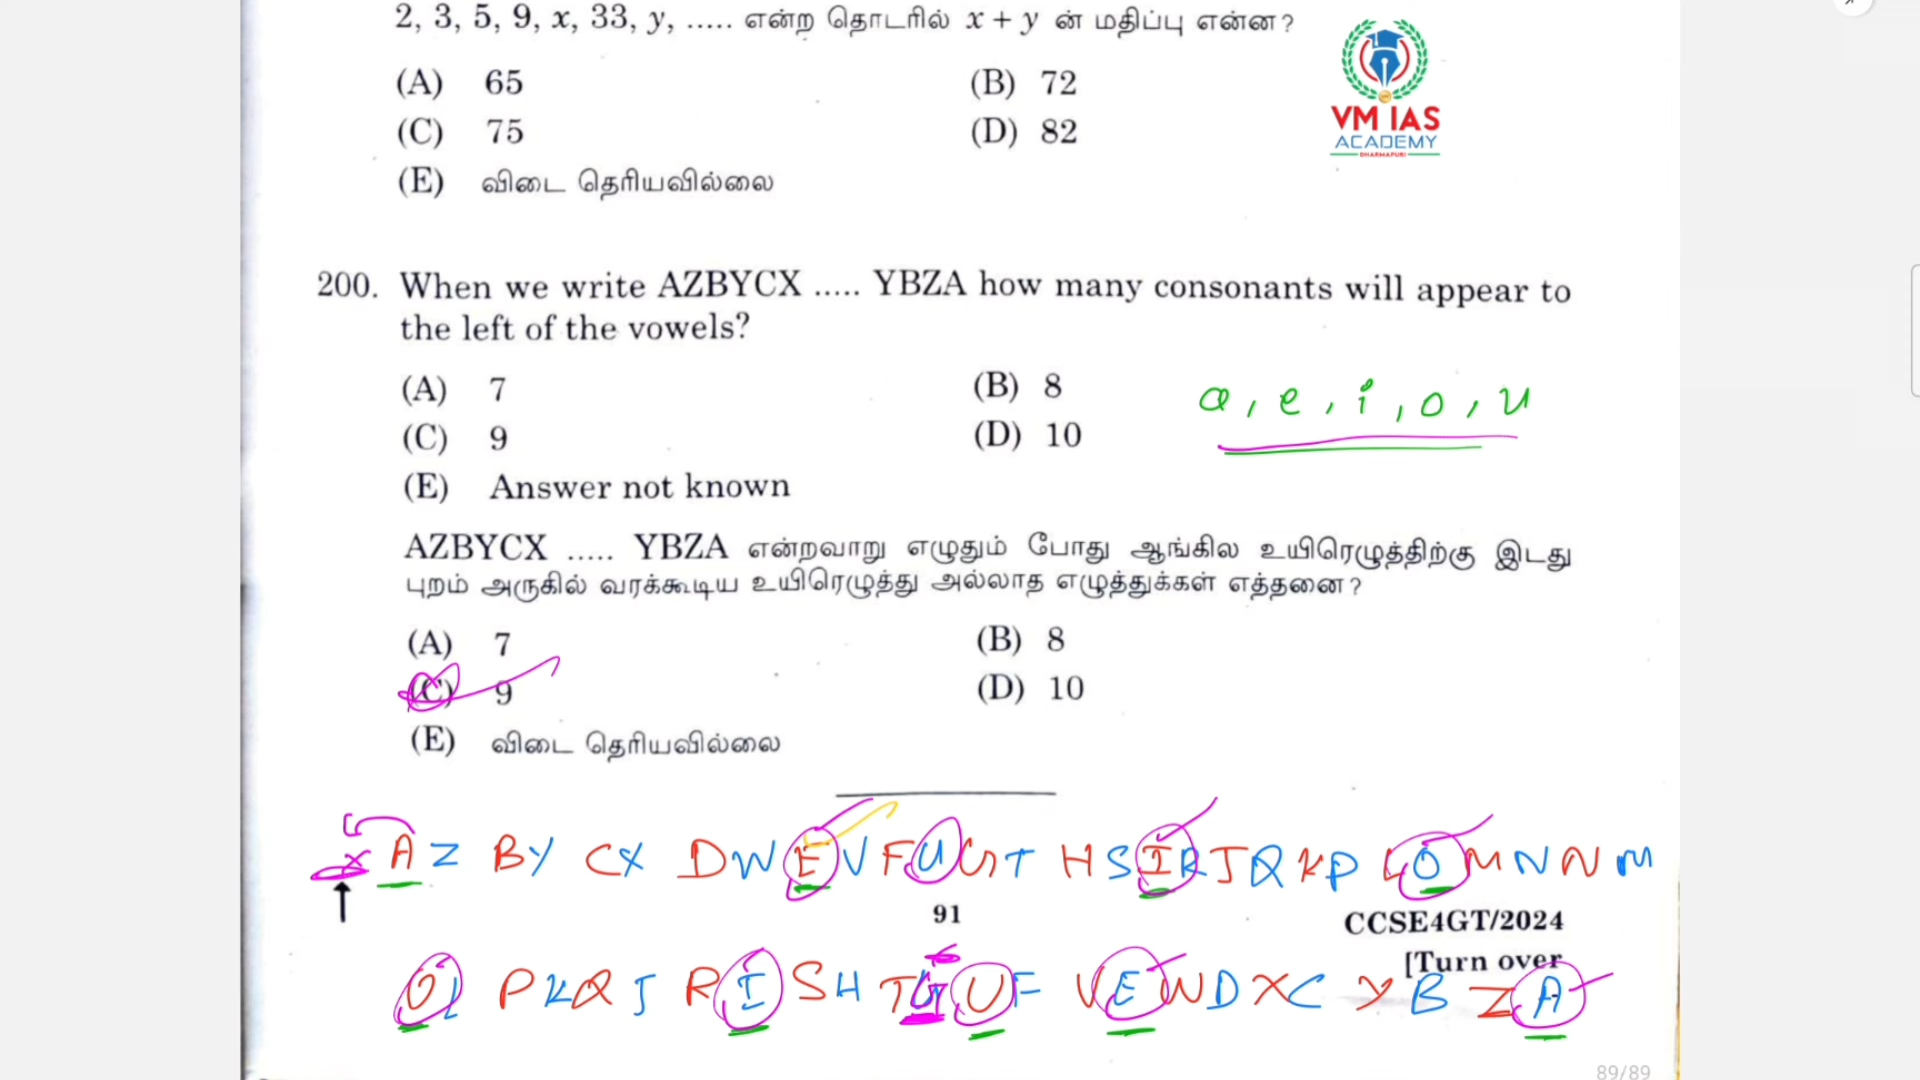 2, 3, 5, 9, x, 33, y, ..... என்ற தொடரில் x + y ன் மதிப்பு என்ன?
(A) 65 (B) 72
(C) 75 (D) 82
(E) விடை தெரியவில்லை
VM IAS
ACADEMY
DHARMAPURI
200. When we write AZBYCX ..... YBZA how many consonants will appear to
the left of the vowels?
(A) 7 (B) 8
(C) 9 (D) 10
(E) Answer not known
a, e, i, o, u
AZBYCX ..... YBZA என்றவாறு எழுதும் போது ஆங்கில உயிரெழுத்திற்கு இடது
புறம் அருகில் வரக்கூடிய உயிரெழுத்து அல்லாத எழுத்துக்கள் எத்தனை?
(A) 7 (B) 8
(C) 9 (D) 10
(E) விடை தெரியவில்லை
x A Z B Y C X D W E V F U G T H S I R J Q K P L O M N N M
91
CCSE4GT/2024
[Turn over
O L P K Q J R I S H T G U F V E W D X C Y B Z A
89/89